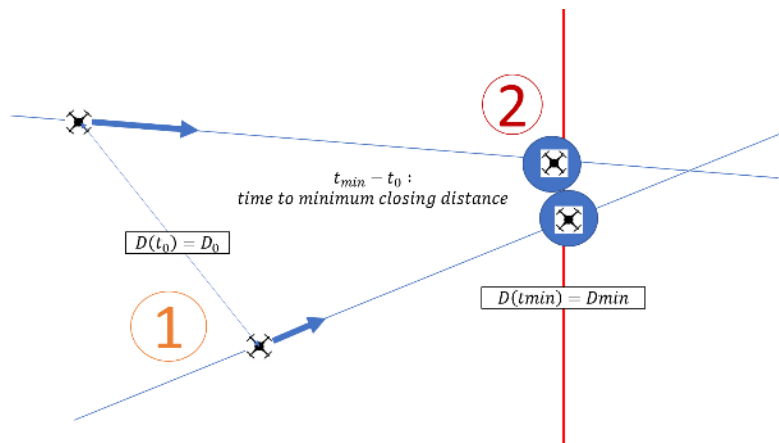 2
t_min − t_0 :
time to minimum closing distance
D(t_0) = D_0
D(tmin) = Dmin
1